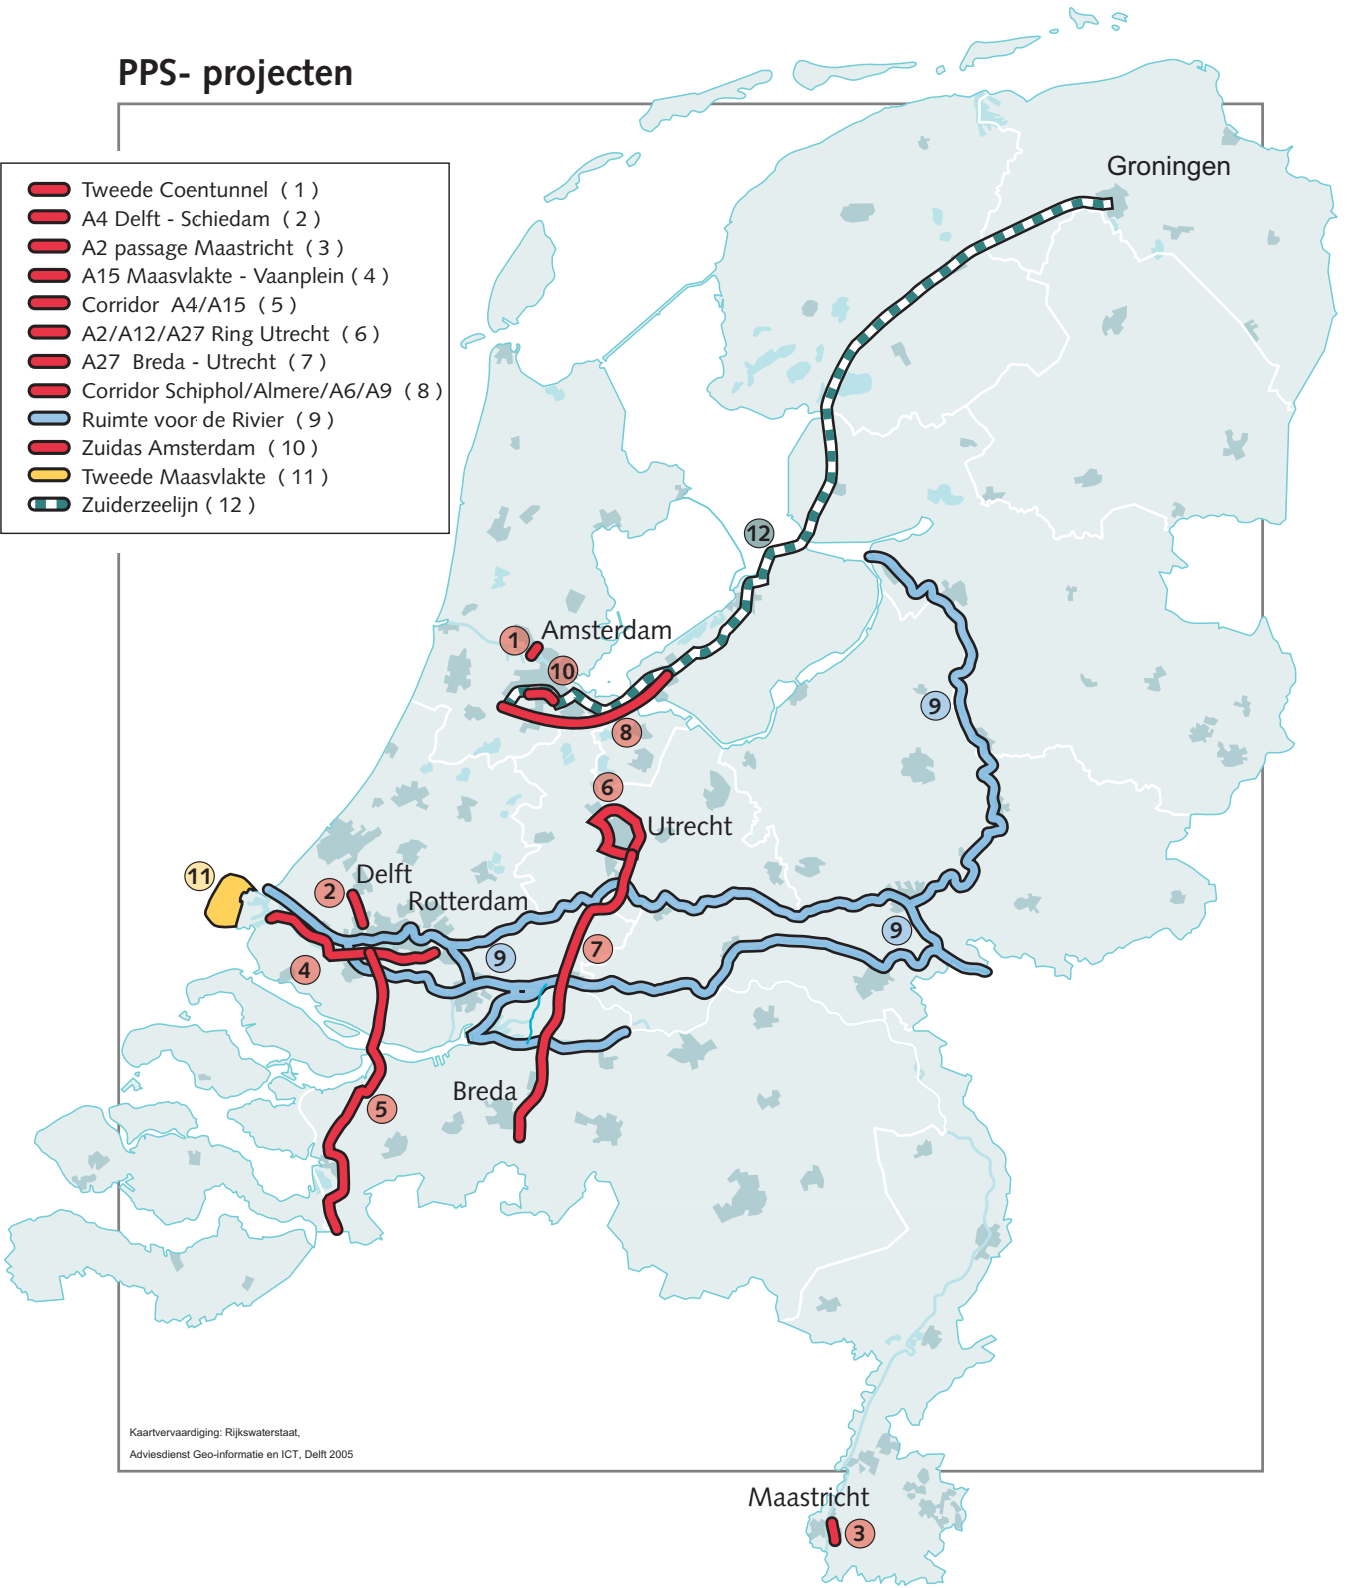 PPS- projecten
Tweede Coentunnel ( 1 )
A4 Delft - Schiedam ( 2 )
A2 passage Maastricht ( 3 )
A15 Maasvlakte - Vaanplein ( 4 )
Corridor A4/A15 ( 5 )
A2/A12/A27 Ring Utrecht ( 6 )
A27 Breda - Utrecht ( 7 )
Corridor Schiphol/Almere/A6/A9 ( 8 )
Ruimte voor de Rivier ( 9 )
Zuidas Amsterdam ( 10 )
Tweede Maasvlakte ( 11 )
Zuiderzeelijn ( 12 )
Groningen
12
1
Amsterdam
10
9
8
6
Utrecht
11
2
Delft
Rotterdam
9
7
9
4
Breda
5
Kaartvervaardiging: Rijkswaterstaat,
Adviesdienst Geo-informatie en ICT, Delft 2005
Maastricht
3